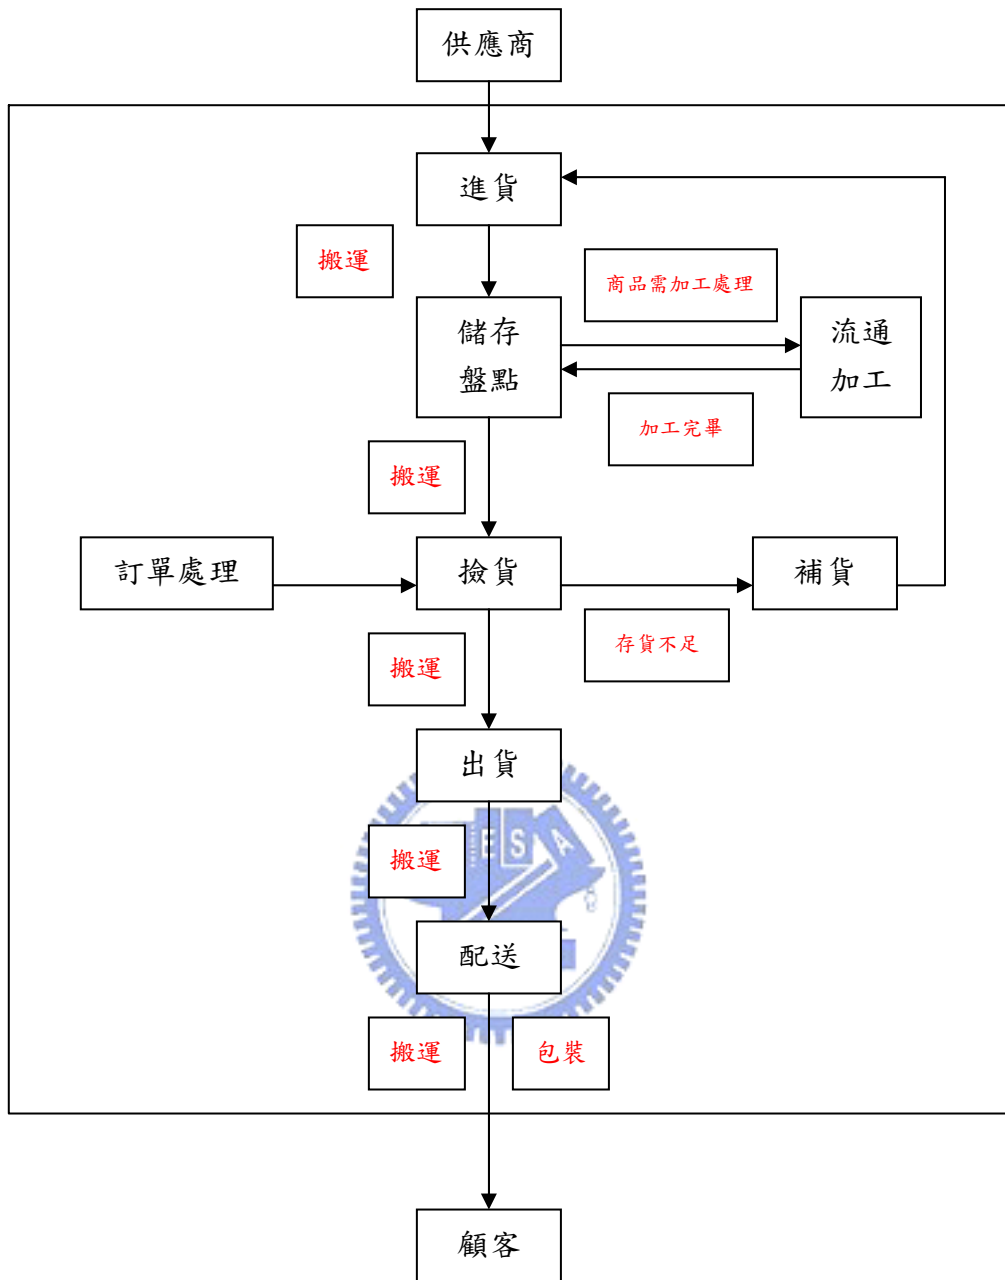 供應商
進貨
搬運
商品需加工處理
儲存
盤點
流通
加工
加工完畢
搬運
訂單處理
撿貨
補貨
搬運
存貨不足
出貨
ESA
搬運
配送
搬運
包裝
顧客